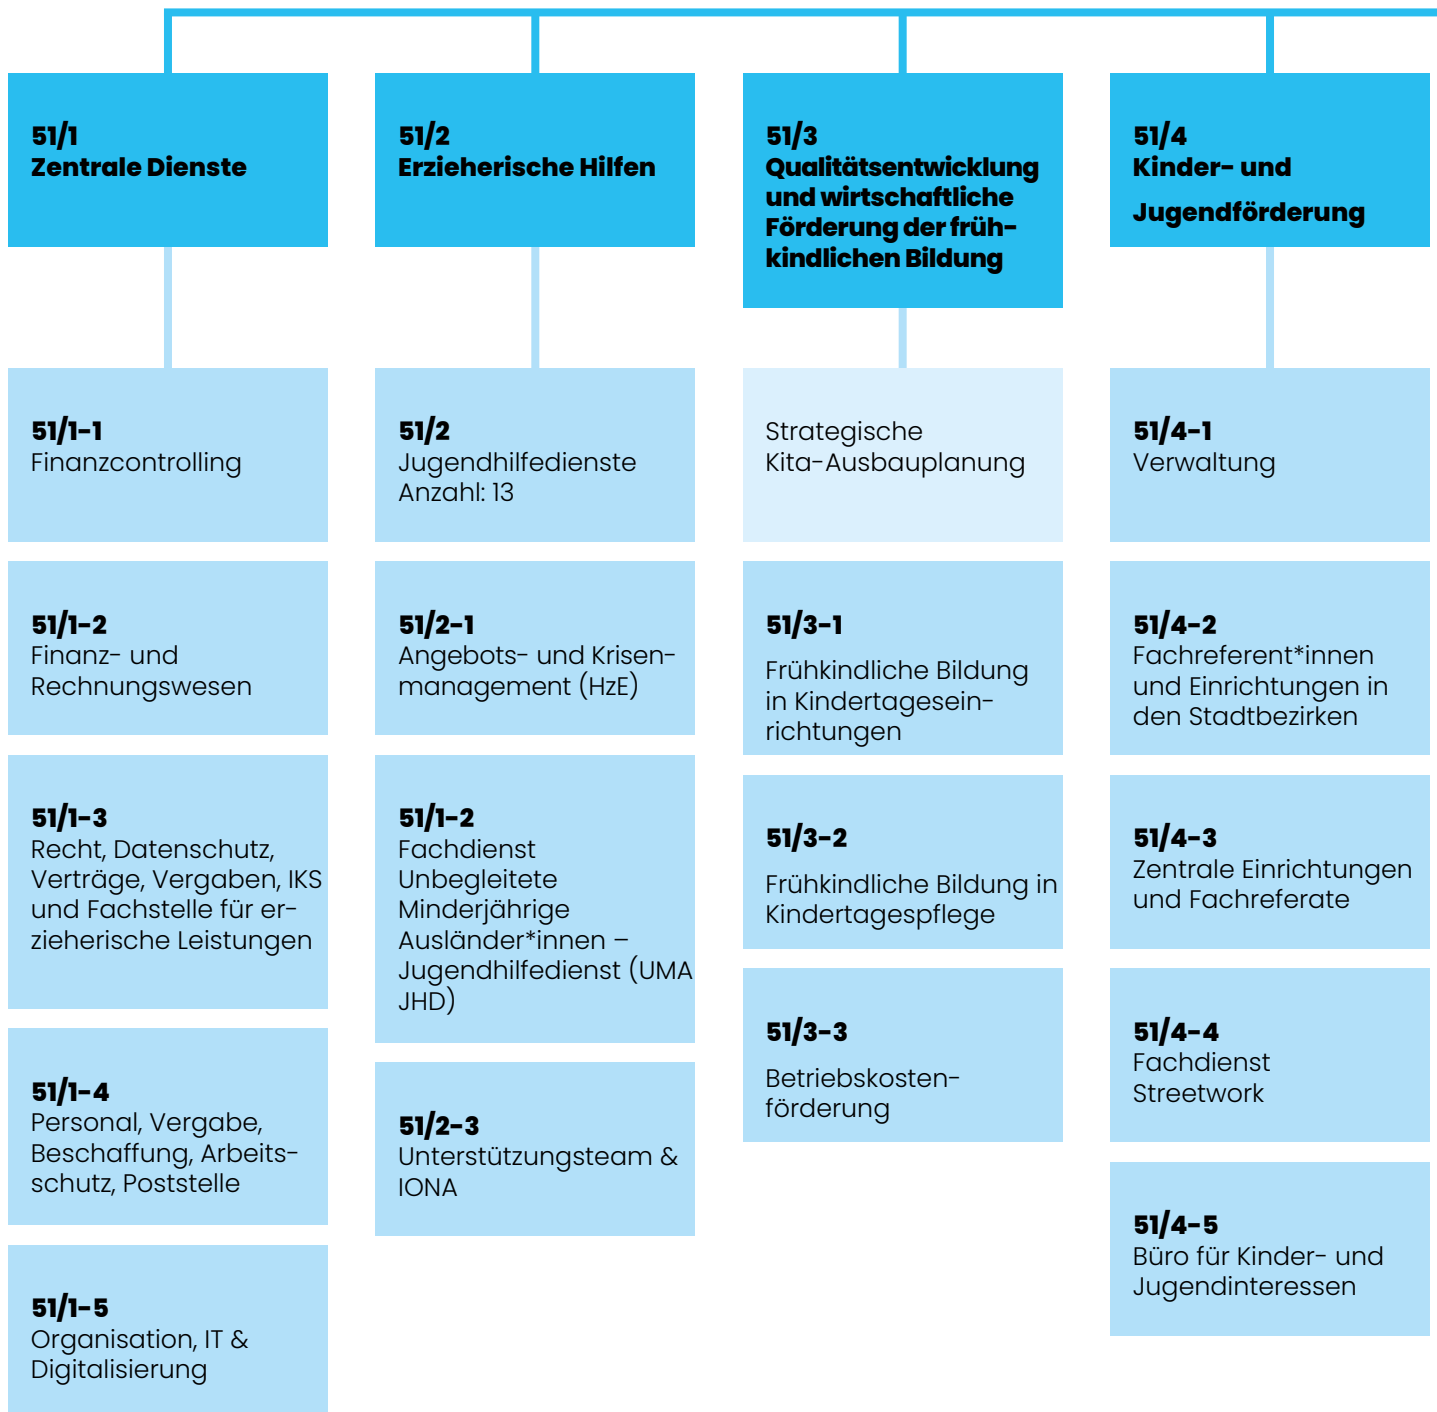 51/1
Zentrale Dienste
51/1-1
Finanzcontrolling
51/1-2
Finanz- und
Rechnungswesen
51/1-3
Recht, Datenschutz,
Verträge, Vergaben, IKS
und Fachstelle für er-
zieherische Leistungen
51/1-4
Personal, Vergabe,
Beschaffung, Arbeits-
schutz, Poststelle
51/1-5
Organisation, IT &
Digitalisierung
51/2
Erzieherische Hilfen
51/2
Jugendhilfedienste
Anzahl: 13
51/2-1
Angebots- und Krisen-
management (HzE)
51/1-2
Fachdienst
Unbegleitete
Minderjährige
Ausländer*innen –
Jugendhilfedienst (UMA
JHD)
51/2-3
Unterstützungsteam &
IONA
51/3
Qualitätsentwicklung
und wirtschaftliche
Förderung der früh-
kindlichen Bildung
Strategische
Kita-Ausbauplanung
51/3-1
Frühkindliche Bildung
in Kindertagesein-
richtungen
51/3-2
Frühkindliche Bildung in
Kindertagespflege
51/3-3
Betriebskosten-
förderung
51/4
Kinder- und
Jugendförderung
51/4-1
Verwaltung
51/4-2
Fachreferent*innen
und Einrichtungen in
den Stadtbezirken
51/4-3
Zentrale Einrichtungen
und Fachreferate
51/4-4
Fachdienst
Streetwork
51/4-5
Büro für Kinder- und
Jugendinteressen